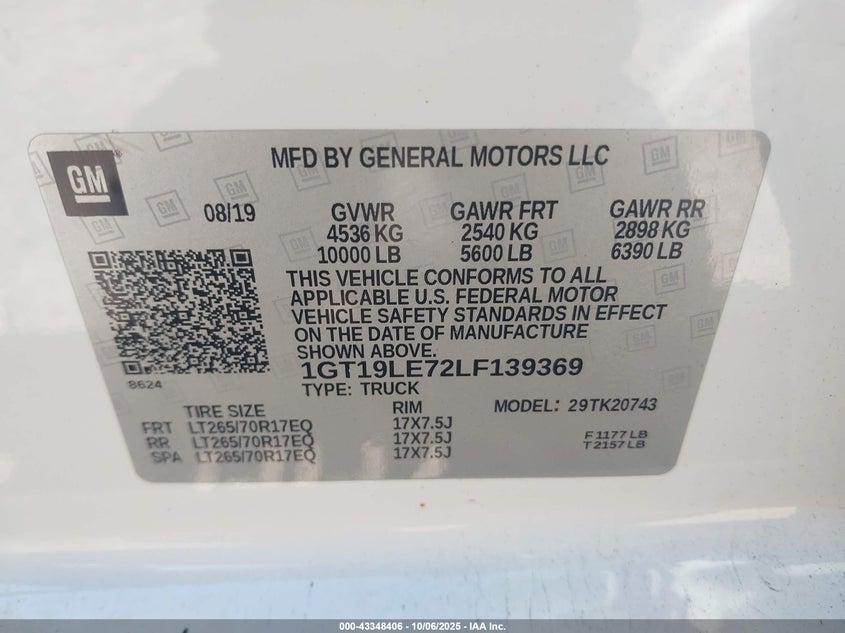 GM
MFD BY GENERAL MOTORS LLC
08/19 GVWR GAWR FRT GAWR RR
4536 KG 2540 KG 2898 KG
10000 LB 5600 LB 6390 LB
THIS VEHICLE CONFORMS TO ALL
APPLICABLE U.S. FEDERAL MOTOR
VEHICLE SAFETY STANDARDS IN EFFECT
ON THE DATE OF MANUFACTURE
SHOWN ABOVE.
1GT19LE72LF139369
8624
TYPE: TRUCK
TIRE SIZE RIM MODEL: 29TK20743
FRT LT265/70R17EQ 17X7.5J
RR LT265/70R17EQ 17X7.5J
SPA LT265/70R17EQ 17X7.5J
F1177LB
T2157LB
000-43348406 - 10/06/2025 - IAA Inc.